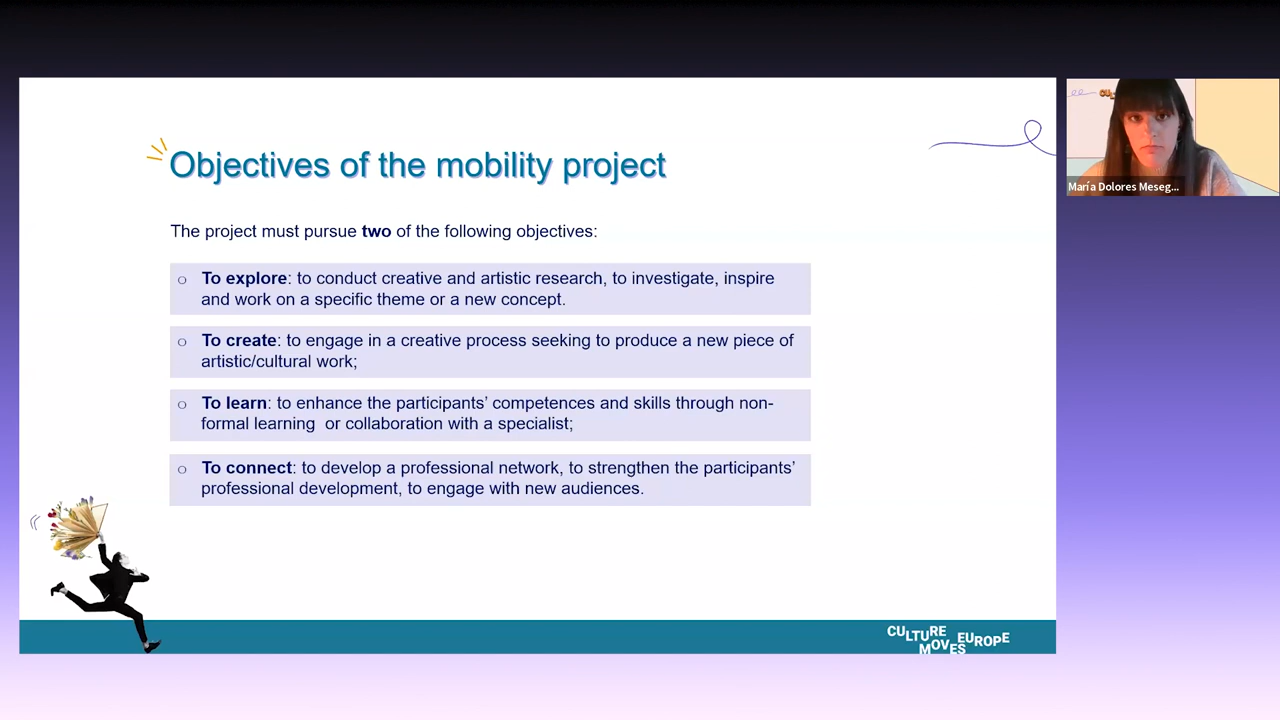 Objectives of the mobility project
The project must pursue two of the following objectives:
○ To explore: to conduct creative and artistic research, to investigate, inspire
and work on a specific theme or a new concept.
○ To create: to engage in a creative process seeking to produce a new piece of
artistic/cultural work;
○ To learn: to enhance the participants’ competences and skills through non-
formal learning or collaboration with a specialist;
○ To connect: to develop a professional network, to strengthen the participants’
professional development, to engage with new audiences.
CULTURE
MOVES EUROPE
María Dolores Meseg...